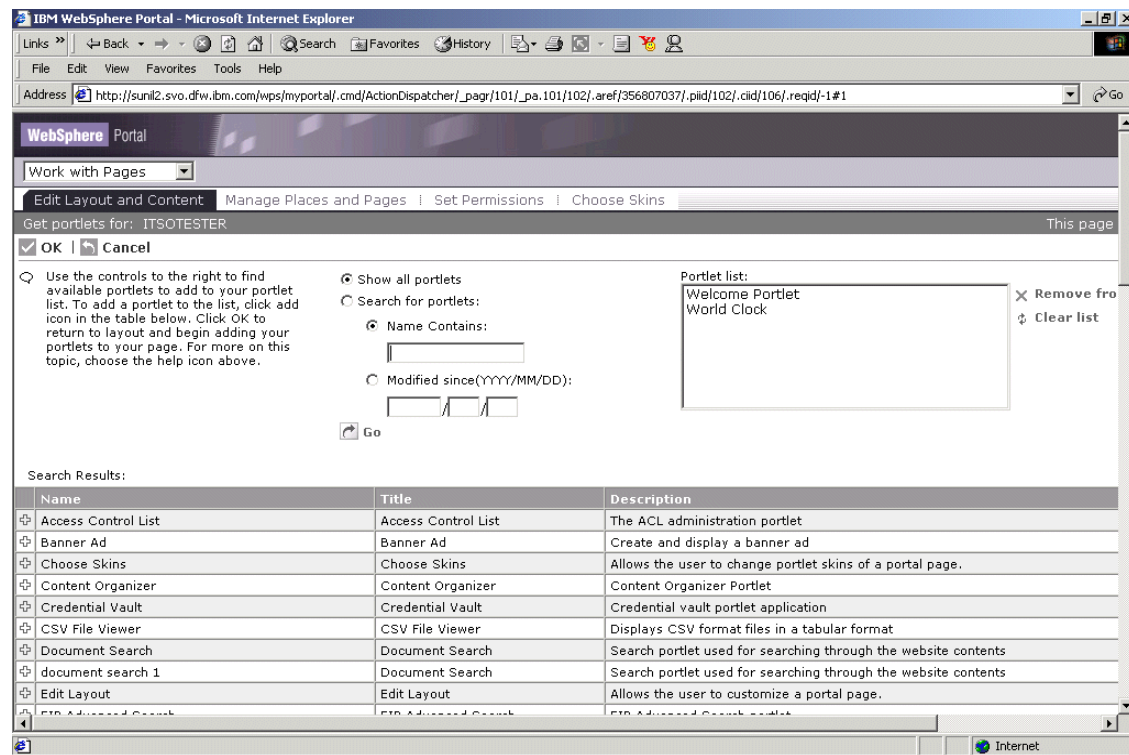 IBM WebSphere Portal - Microsoft Internet Explorer
Links » Back Search Favorites History
File Edit View Favorites Tools Help
Address http://sunil2.svo.dfw.ibm.com/wps/myportal/.cmd/ActionDispatcher/_pagr/101/_pa.101/102/.aref/356807037/.piid/102/.ciid/106/.reqid/-1#1 Go
WebSphere Portal
Work with Pages
Edit Layout and Content Manage Places and Pages | Set Permissions | Choose Skins
Get portlets for: ITSOTESTER This page
OK | Cancel
Use the controls to the right to find
available portlets to add to your portlet
list. To add a portlet to the list, click add
icon in the table below. Click OK to
return to layout and begin adding your
portlets to your page. For more on this
topic, choose the help icon above.
Show all portlets
Search for portlets:
Name Contains:
Modified since(YYYY/MM/DD):
/ /
Go
Portlet list:
Welcome Portlet
World Clock
Remove fro
Clear list
Search Results:
Name Title Description
Access Control List Access Control List The ACL administration portlet
Banner Ad Banner Ad Create and display a banner ad
Choose Skins Choose Skins Allows the user to change portlet skins of a portal page.
Content Organizer Content Organizer Content Organizer Portlet
Credential Vault Credential Vault Credential vault portlet application
CSV File Viewer CSV File Viewer Displays CSV format files in a tabular format
Document Search Document Search Search portlet used for searching through the website contents
document search 1 Document Search Search portlet used for searching through the website contents
Edit Layout Edit Layout Allows the user to customize a portal page.
EIP Advanced Search EIP Advanced Search EIP Advanced Search portlet
Internet